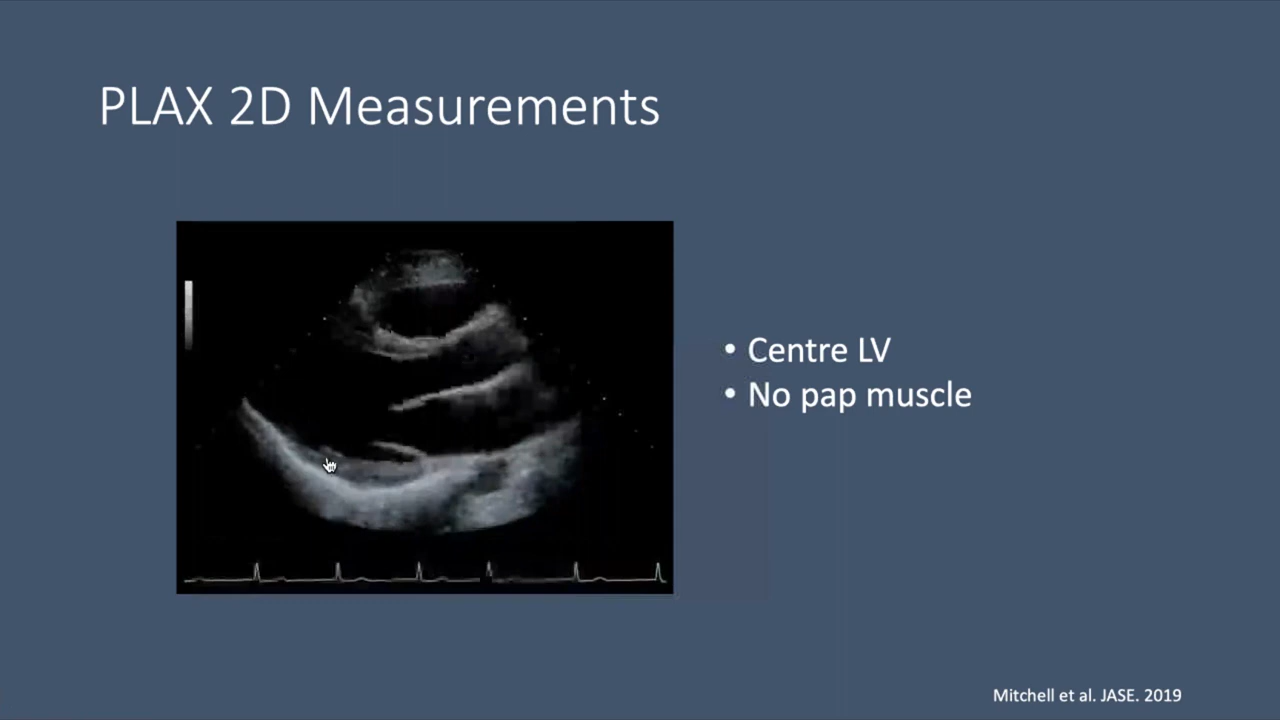 PLAX 2D Measurements
• Centre LV
• No pap muscle
Mitchell et al. JASE. 2019